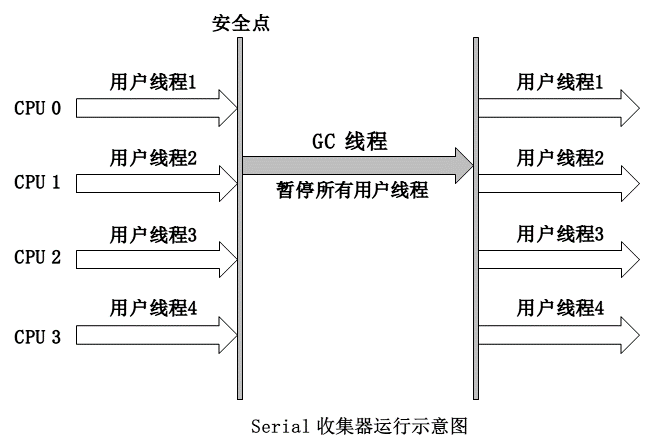 安全点
用户线程1
用户线程1
CPU 0
GC 线程
用户线程2
用户线程2
CPU 1
暂停所有用户线程
用户线程3
用户线程3
CPU 2
用户线程4
用户线程4
CPU 3
Serial 收集器运行示意图